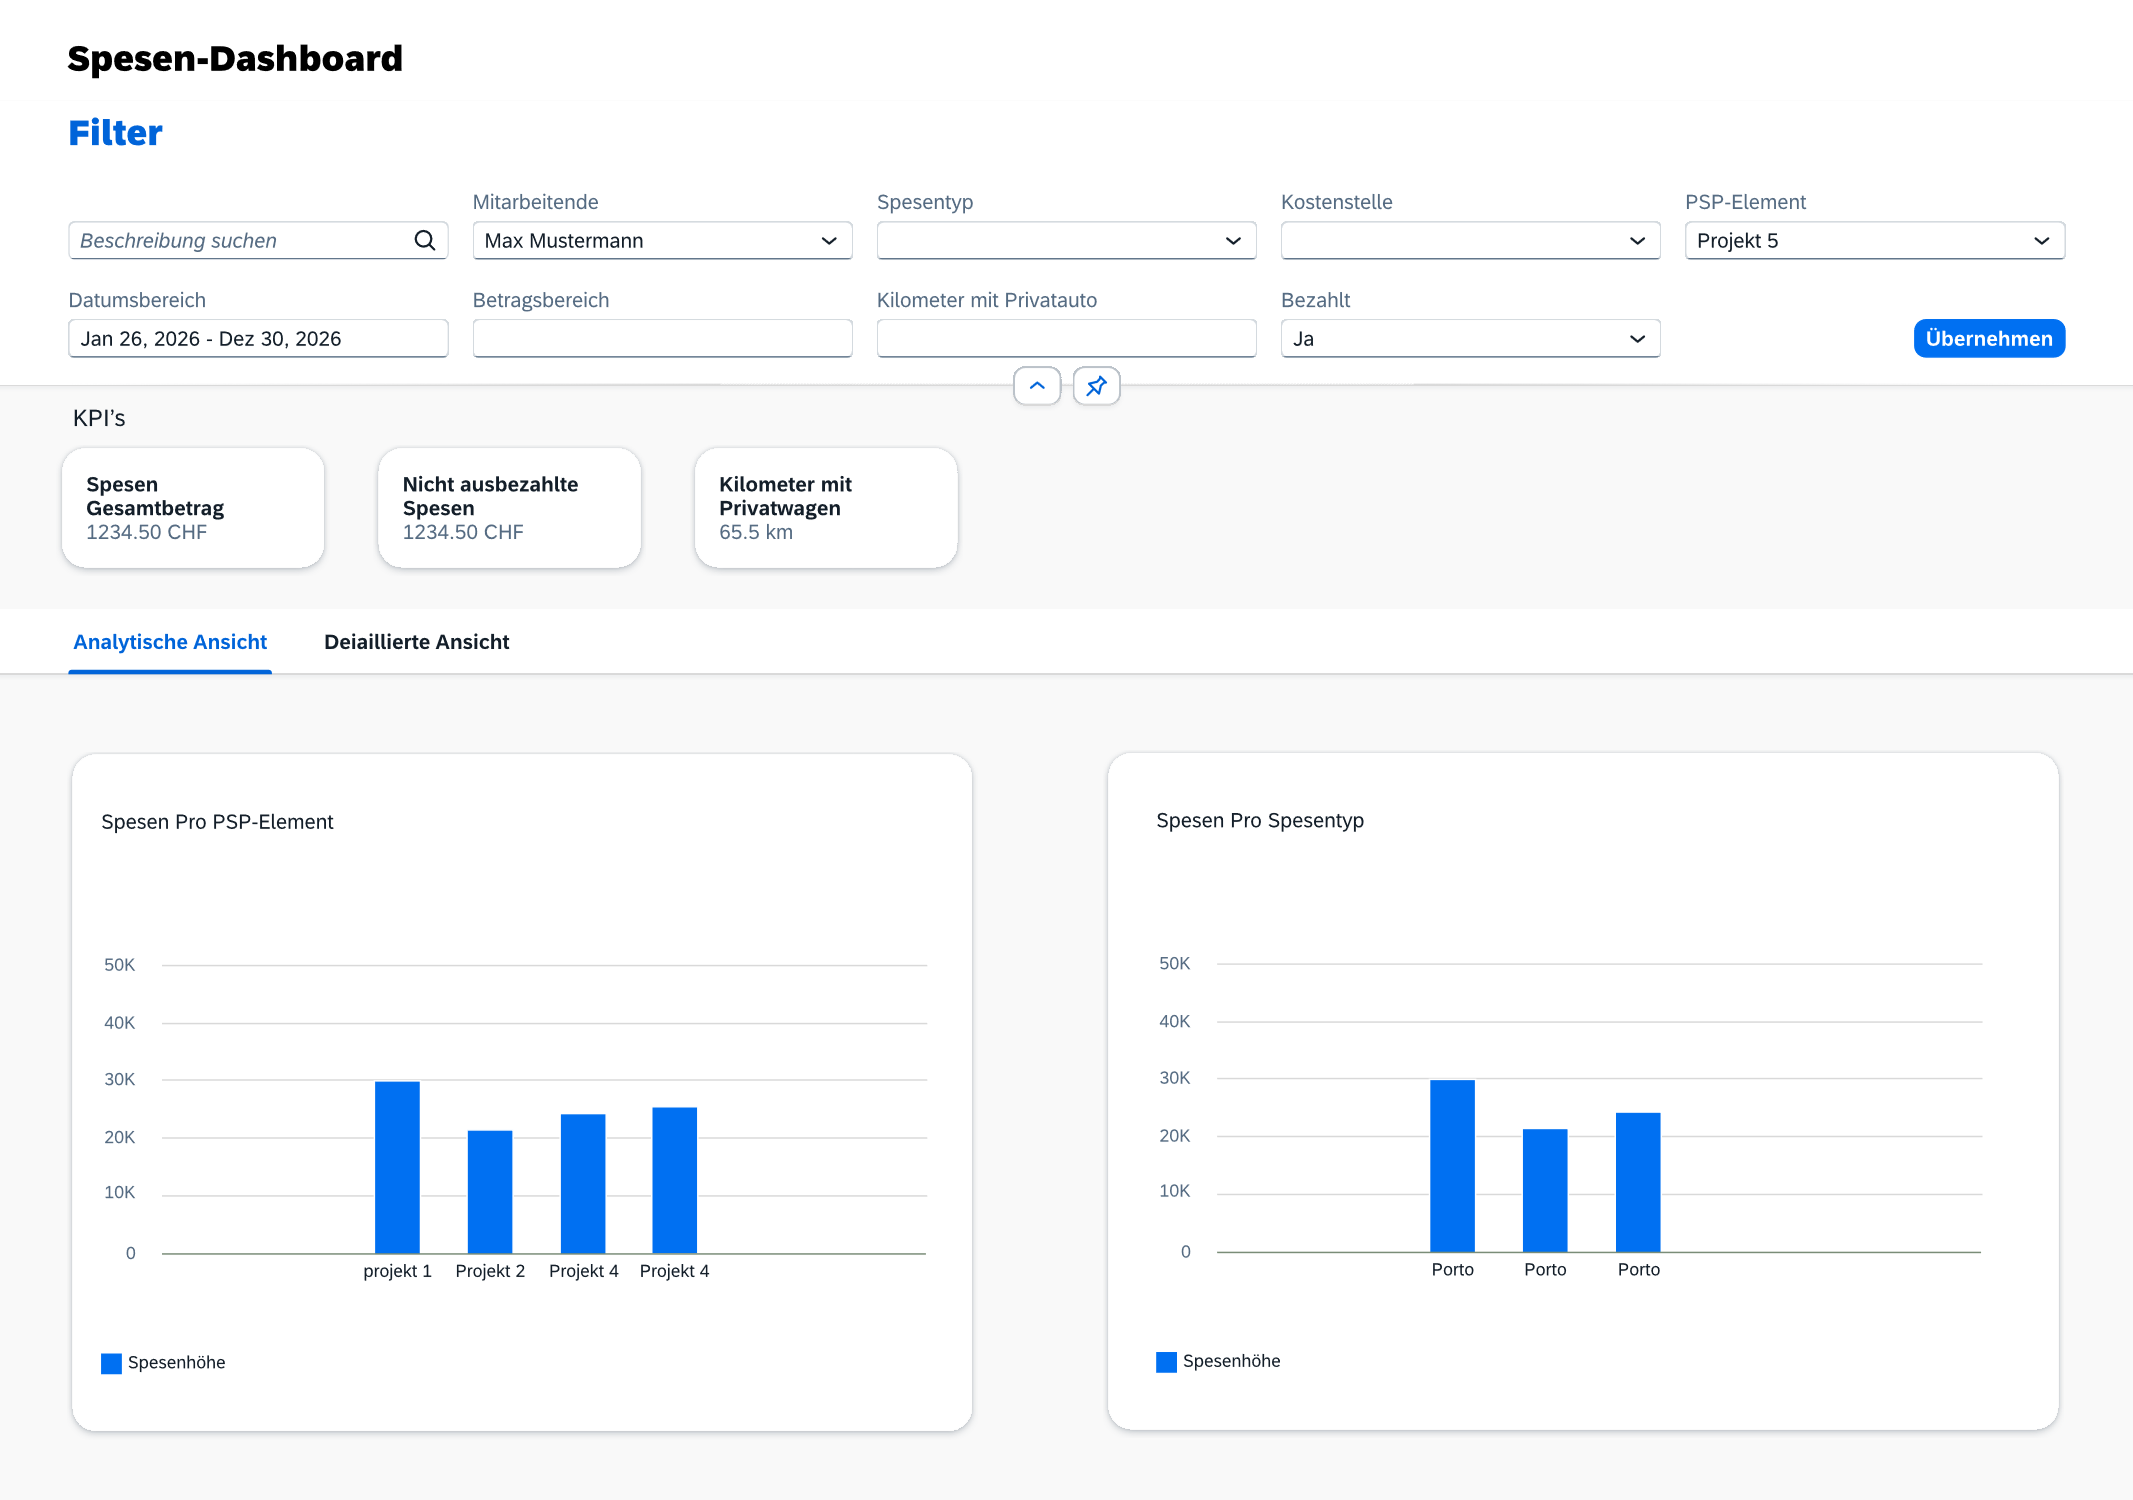 Spesen-Dashboard
Filter
Beschreibung suchen
Mitarbeitende
Max Mustermann
Spesentyp
Kostenstelle
PSP-Element
Projekt 5
Datumsbereich
Jan 26, 2026 - Dez 30, 2026
Betragsbereich
Kilometer mit Privatauto
Bezahlt
Ja
Übernehmen
KPI’s
Spesen
Gesamtbetrag
1234.50 CHF
Nicht ausbezahlte
Spesen
1234.50 CHF
Kilometer mit
Privatwagen
65.5 km
Analytische Ansicht
Deiaillierte Ansicht
Spesen Pro PSP-Element
50K
40K
30K
20K
10K
0
projekt 1 Projekt 2 Projekt 4 Projekt 4
Spesenhöhe
Spesen Pro Spesentyp
50K
40K
30K
20K
10K
0
Porto Porto Porto
Spesenhöhe